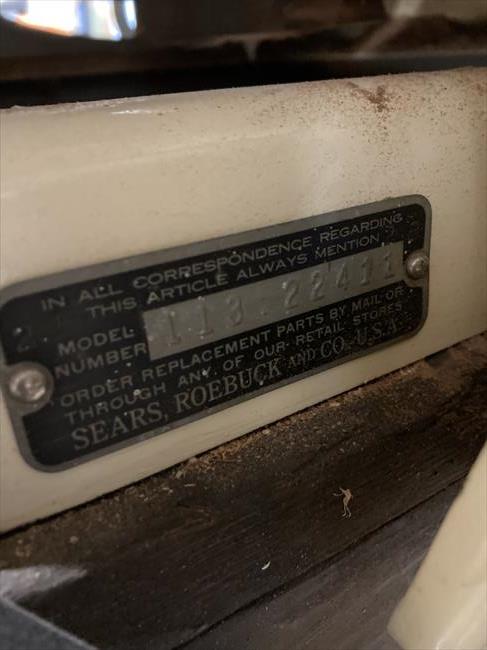 IN ALL CORRESPONDENCE REGARDING
THIS ARTICLE ALWAYS MENTION
MODEL NUMBER 113.22411
ORDER REPLACEMENT PARTS BY MAIL OR
THROUGH ANY OF OUR RETAIL STORES
SEARS, ROEBUCK AND CO. U.S.A.